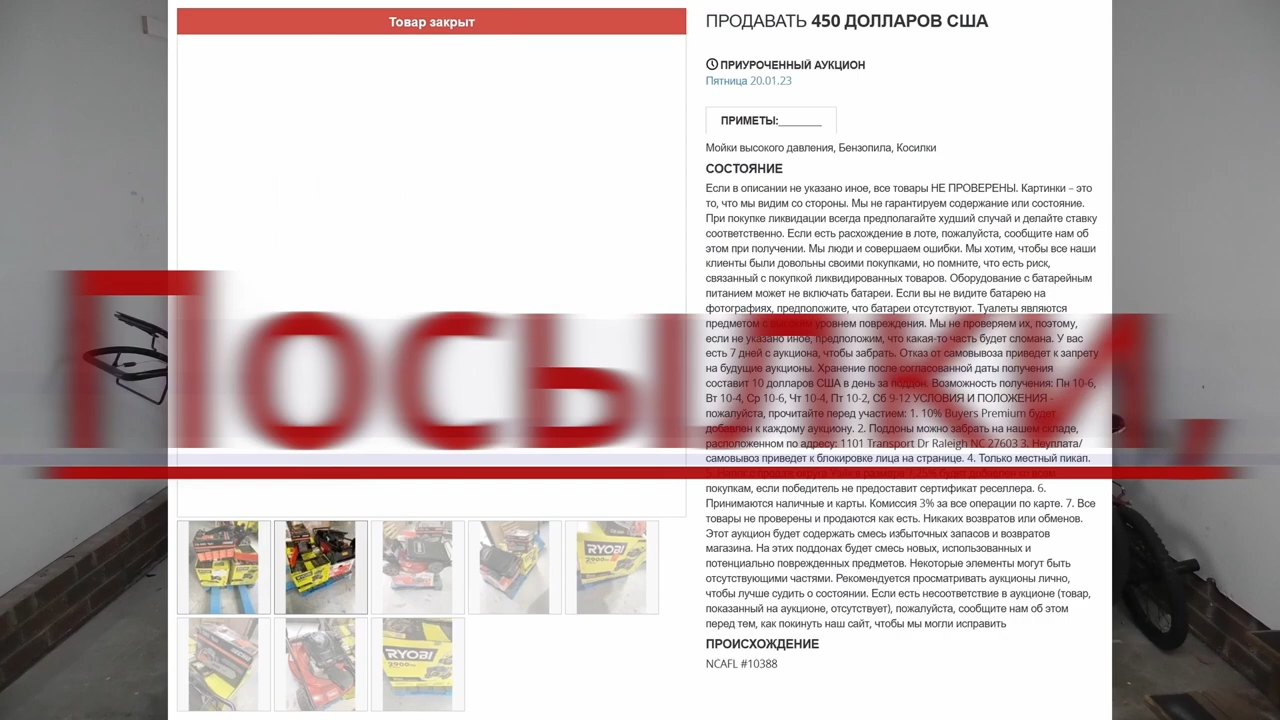 Товар закрыт
ПРОДАВАТЬ 450 ДОЛЛАРОВ США
ПРИУРОЧЕННЫЙ АУКЦИОН
Пятница 20.01.23
ПРИМЕТЫ:________
Мойки высокого давления, Бензопила, Косилки
СОСТОЯНИЕ
Если в описании не указано иное, все товары НЕ ПРОВЕРЕНЫ. Картинки – это
то, что мы видим со стороны. Мы не гарантируем содержание или состояние.
При покупке ликвидации всегда предполагайте худший случай и делайте ставку
соответственно. Если есть расхождение в лоте, пожалуйста, сообщите нам об
этом при получении. Мы люди и совершаем ошибки. Мы хотим, чтобы все наши
клиенты были довольны своими покупками, но помните, что есть риск,
связанный с покупкой ликвидированных товаров. Оборудование с батарейным
питанием может не включать батареи. Если вы не видите батарею на
фотографиях, предположите, что батареи отсутствуют. Туалеты являются
предметом с уровнем повреждения. Мы не проверяем их, поэтому,
если не указано иное, предположим, что какая-то часть будет сломана. У вас
есть 7 дней с аукциона, чтобы забрать. Отказ от самовывоза приведет к запрету
на будущие аукционы. Хранение после согласованной даты получения
составит 10 долларов США в день за поддон. Возможность получения: Пн 10-6,
Вт 10-4, Ср 10-6, Чт 10-4, Пт 10-2, Сб 9-12 УСЛОВИЯ И ПОЛОЖЕНИЯ -
пожалуйста, прочитайте перед участием: 1. 10% Buyers Premium будет
добавлен к каждому аукциону. 2. Поддоны можно забрать на нашем складе,
расположенном по адресу: 1101 Transport Dr Raleigh NC 27603 3. Неуплата/
самовывоз приведет к блокировке лица на странице. 4. Только местный пикап.
покупкам, если победитель не предоставит сертификат реселлера. 6.
Принимаются наличные и карты. Комиссия 3% за все операции по карте. 7. Все
товары не проверены и продаются как есть. Никаких возвратов или обменов.
Этот аукцион будет содержать смесь избыточных запасов и возвратов
магазина. На этих поддонах будет смесь новых, использованных и
потенциально поврежденных предметов. Некоторые элементы могут быть
отсутствующими частями. Рекомендуется просматривать аукционы лично,
чтобы лучше судить о состоянии. Если есть несоответствие в аукционе (товар,
показанный на аукционе, отсутствует), пожалуйста, сообщите нам об этом
перед тем, как покинуть наш сайт, чтобы мы могли исправить
ПРОИСХОЖДЕНИЕ
NCAFL #10388
RYOBI
2900
RYOBI
2900